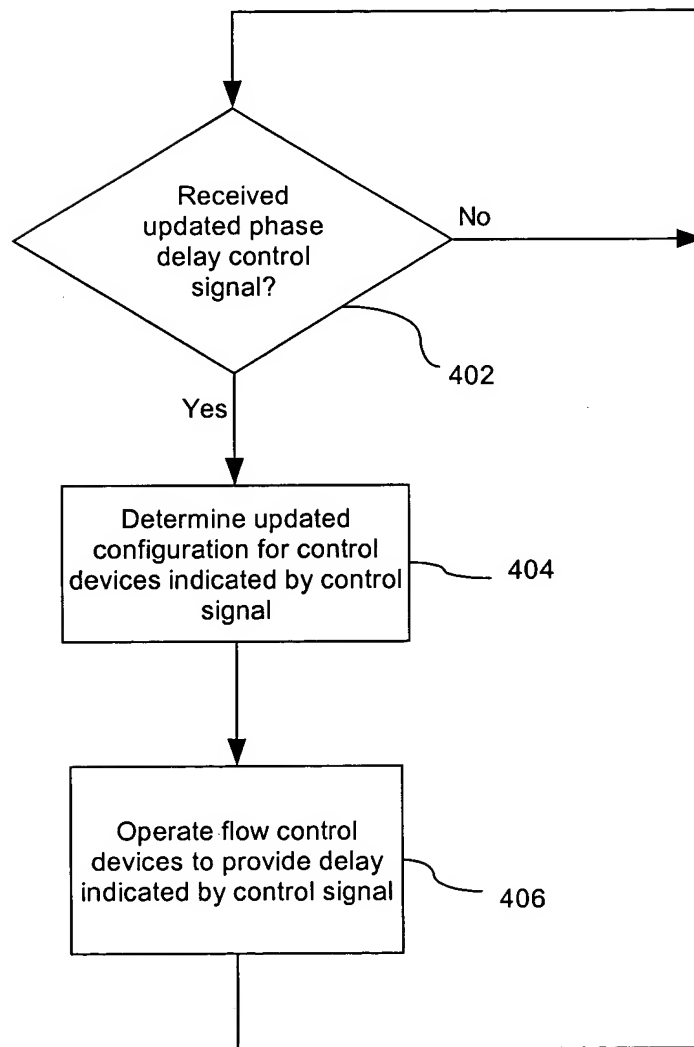 Received
updated phase
delay control
signal?
No
402
Yes
Determine updated
configuration for control
devices indicated by control
signal
404
Operate flow control
devices to provide delay
indicated by control signal
406